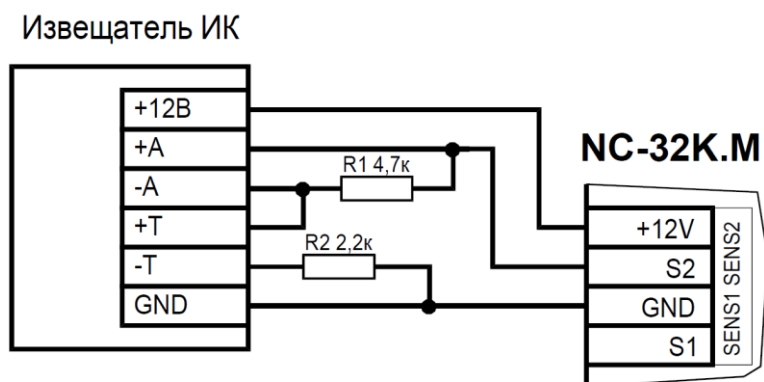 Извещатель ИК
+12В
+А
-А
+Т
-Т
GND
R1 4,7к
R2 2,2к
NC-32K.M
+12V
S2
GND
S1
SENS1 SENS2